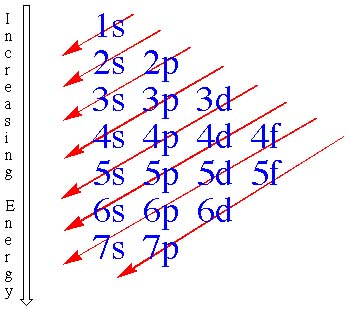 Increasing Energy
1s
2s 2p
3s 3p 3d
4s 4p 4d 4f
5s 5p 5d 5f
6s 6p 6d
7s 7p